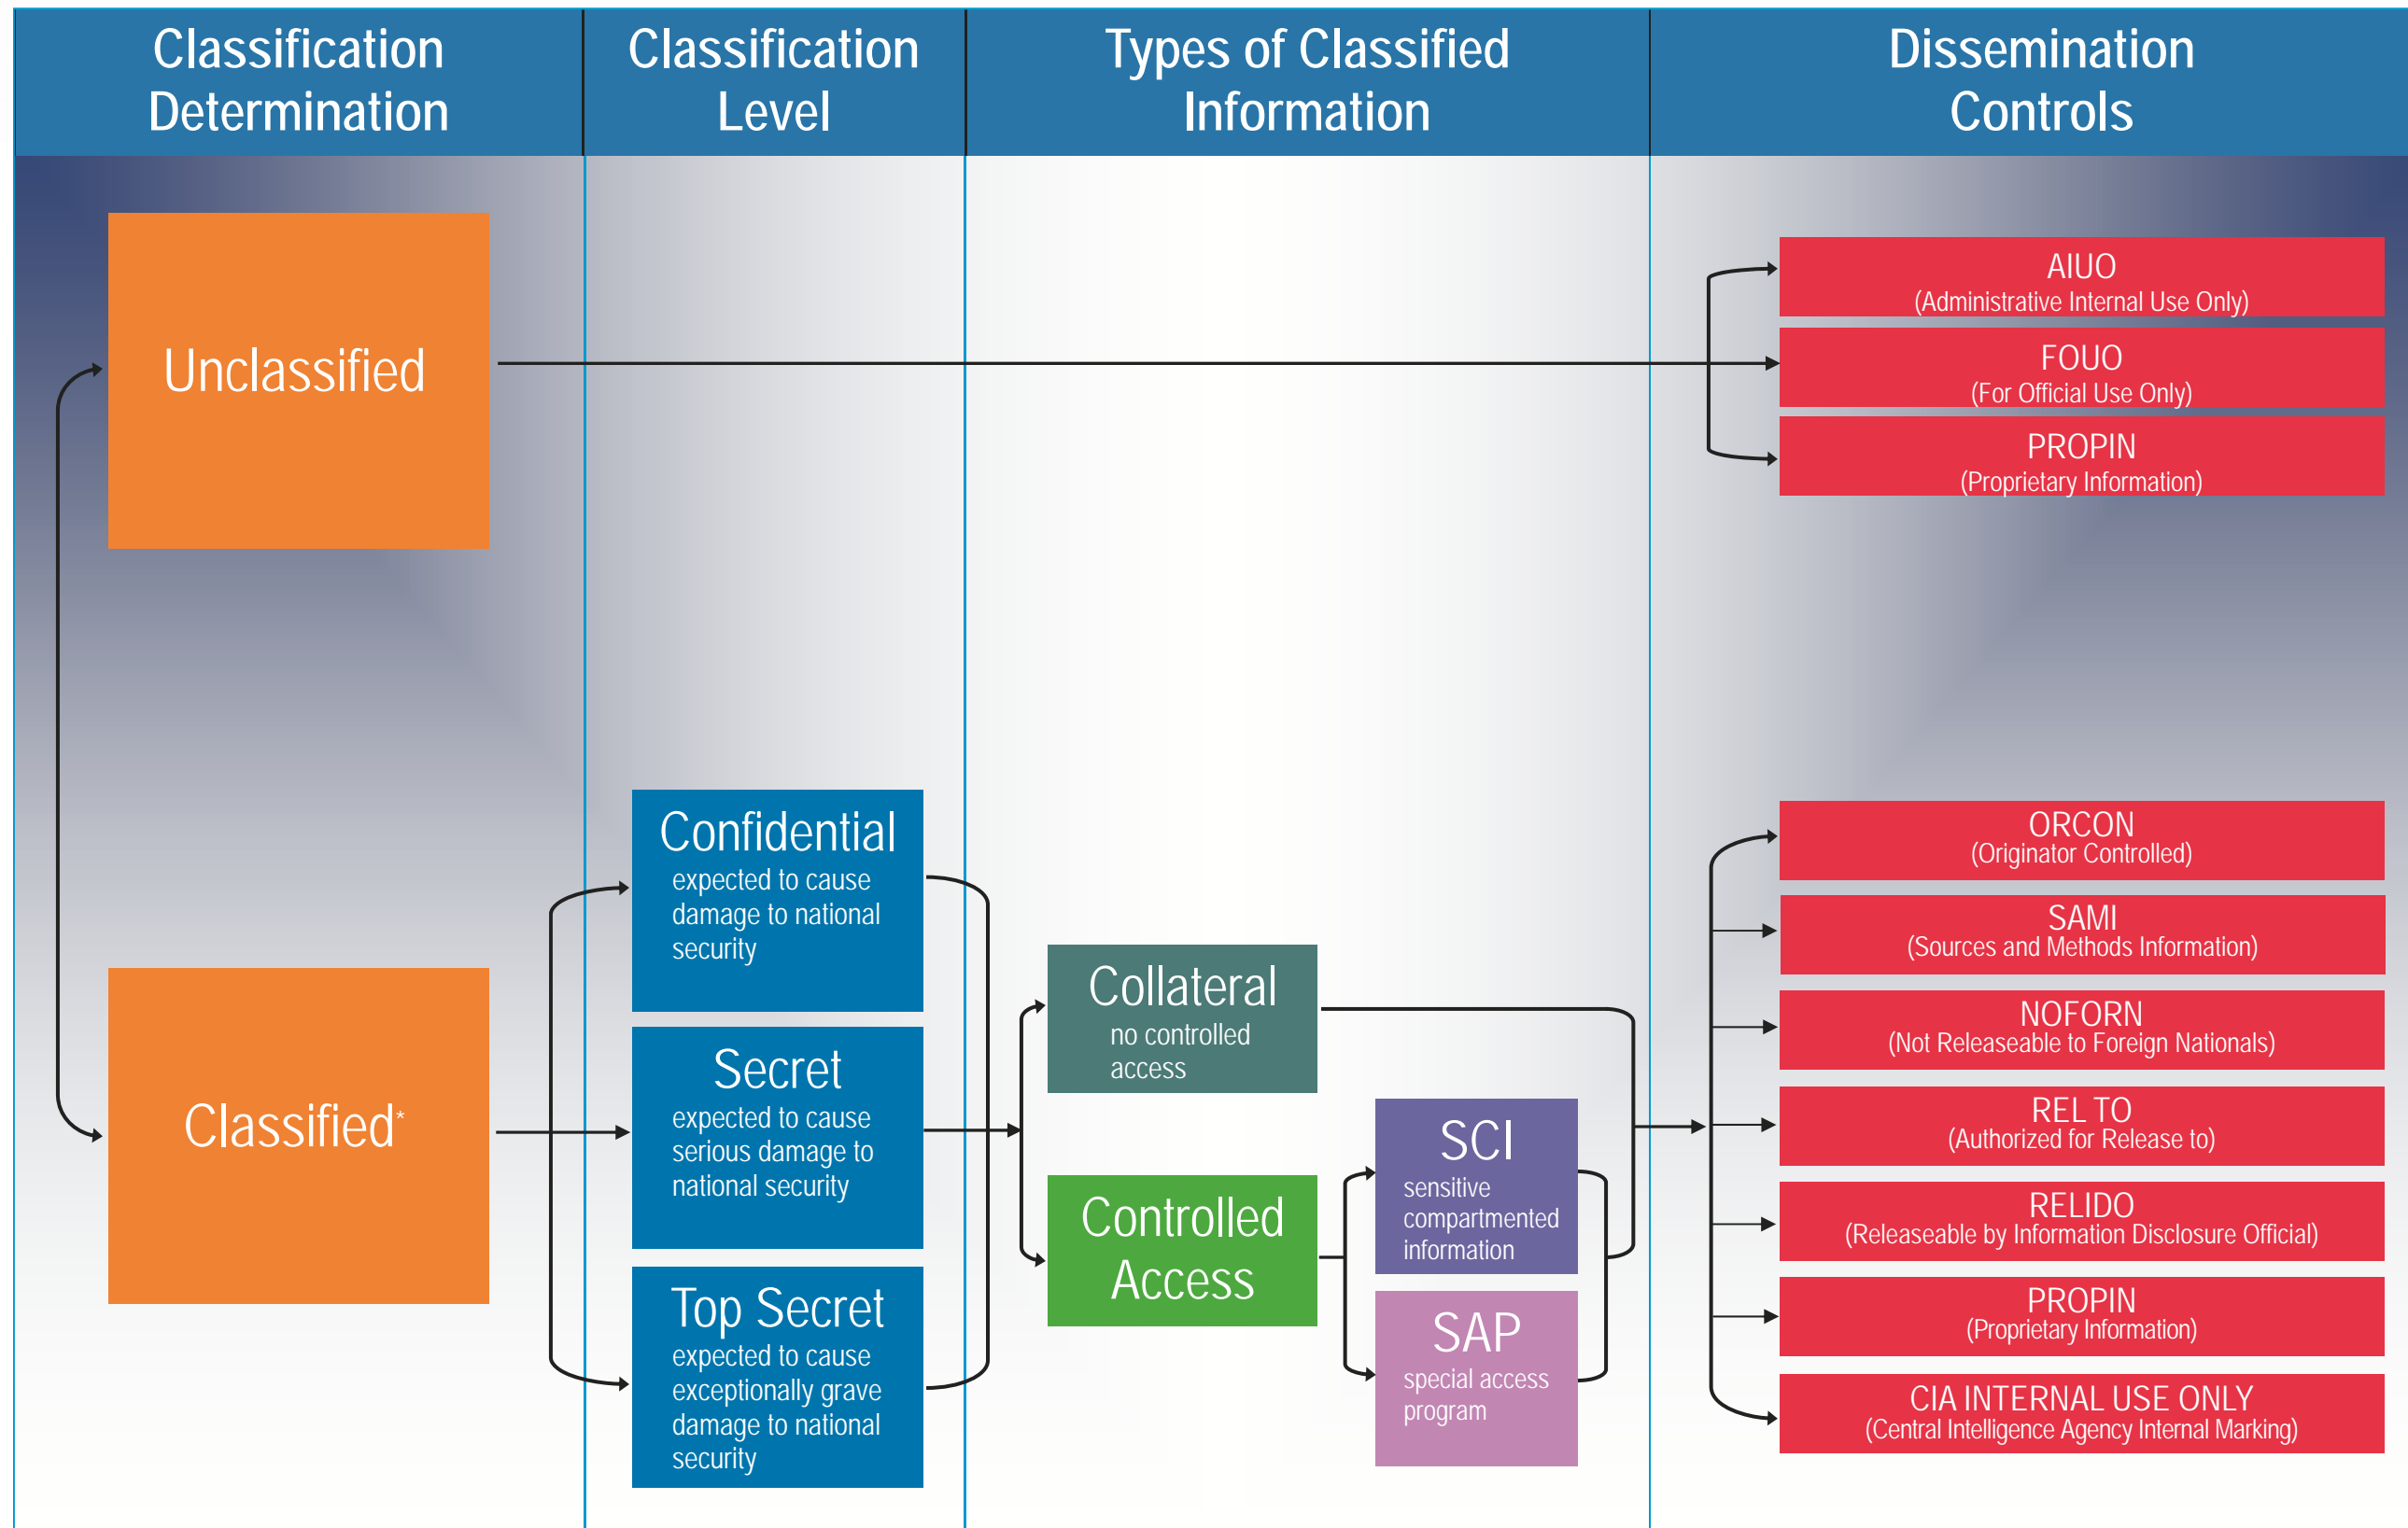 Classification
Determination
Classification
Level
Types of Classified
Information
Dissemination
Controls
Unclassified
AIUO
(Administrative Internal Use Only)
FOUO
(For Official Use Only)
PROPIN
(Proprietary Information)
Classified*
Confidential
expected to cause
damage to national
security
Secret
expected to cause
serious damage to
national security
Top Secret
expected to cause
exceptionally grave
damage to national
security
Collateral
no controlled
access
Controlled
Access
SCI
sensitive
compartmented
information
SAP
special access
program
ORCON
(Originator Controlled)
SAMI
(Sources and Methods Information)
NOFORN
(Not Releaseable to Foreign Nationals)
REL TO
(Authorized for Release to)
RELIDO
(Releaseable by Information Disclosure Official)
PROPIN
(Proprietary Information)
CIA INTERNAL USE ONLY
(Central Intelligence Agency Internal Marking)